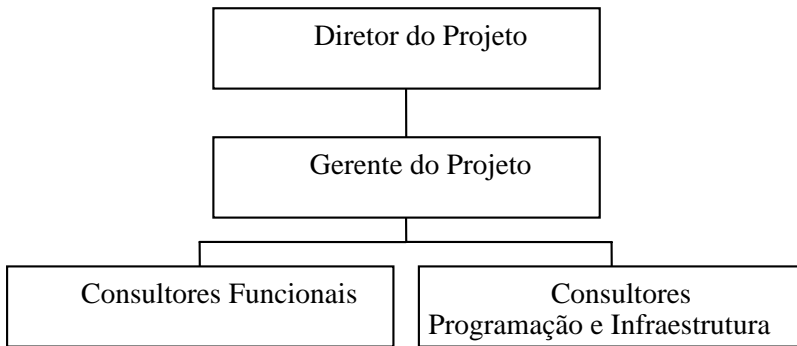 Diretor do Projeto
Gerente do Projeto
Consultores Funcionais
Consultores
Programação e Infraestrutura